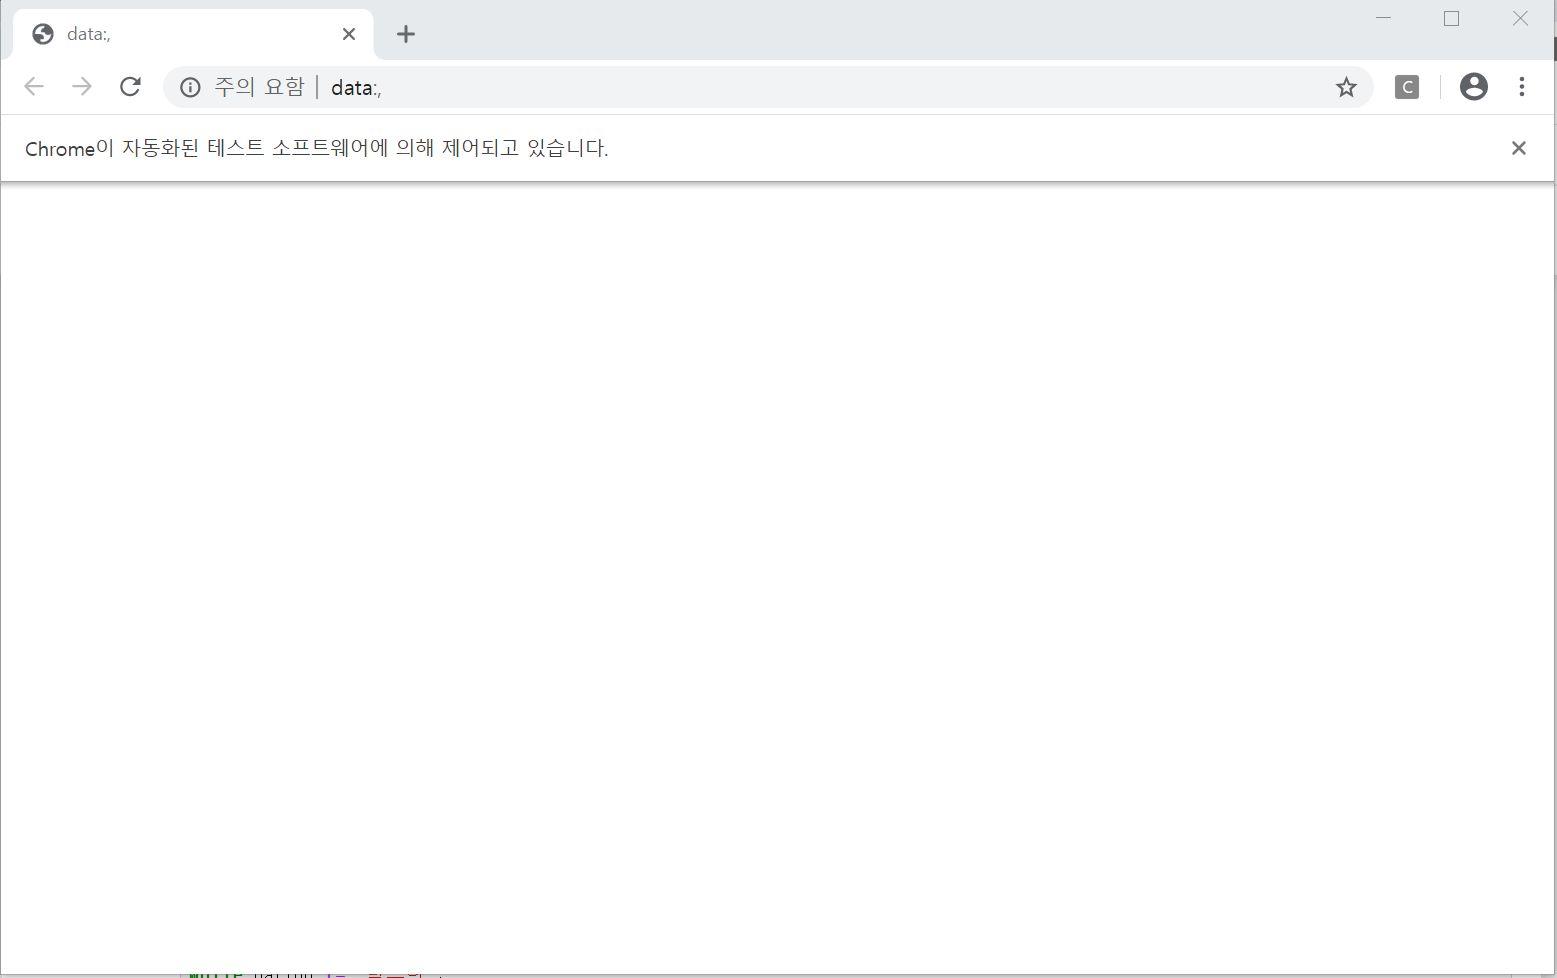 data:,
주의 요함 | data:,
C
Chrome이 자동화된 테스트 소프트웨어에 의해 제어되고 있습니다.